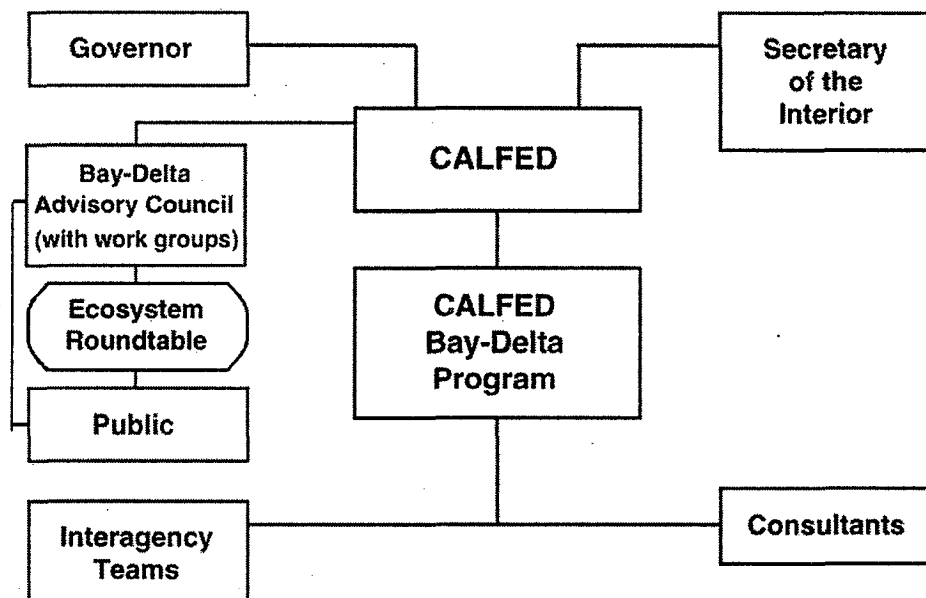 Governor
Secretary
of the
Interior
CALFED
Bay-Delta
Advisory Council
(with work groups)
Ecosystem
Roundtable
Public
CALFED
Bay-Delta
Program
Interagency
Teams
Consultants